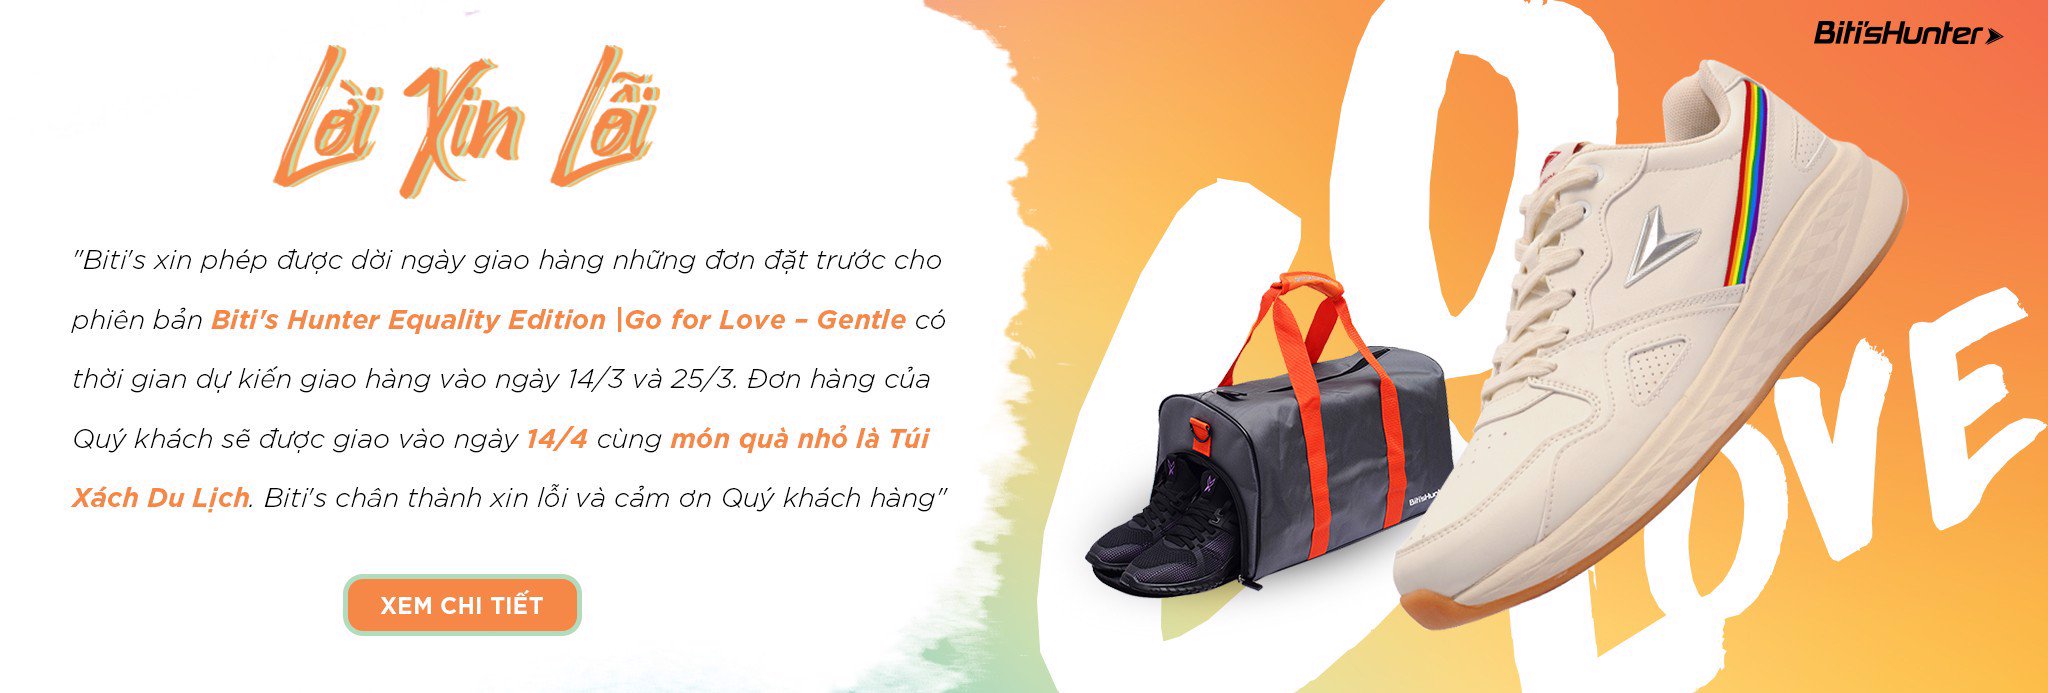 Biti'sHunter
Lời Xin Lỗi
"Biti's xin phép được dời ngày giao hàng những đơn đặt trước cho
phiên bản Biti's Hunter Equality Edition |Go for Love – Gentle có
thời gian dự kiến giao hàng vào ngày 14/3 và 25/3. Đơn hàng của
Quý khách sẽ được giao vào ngày 14/4 cùng món quà nhỏ là Túi
Xách Du Lịch. Biti's chân thành xin lỗi và cảm ơn Quý khách hàng"
XEM CHI TIẾT
GO
LOVE
Biti'sHunter